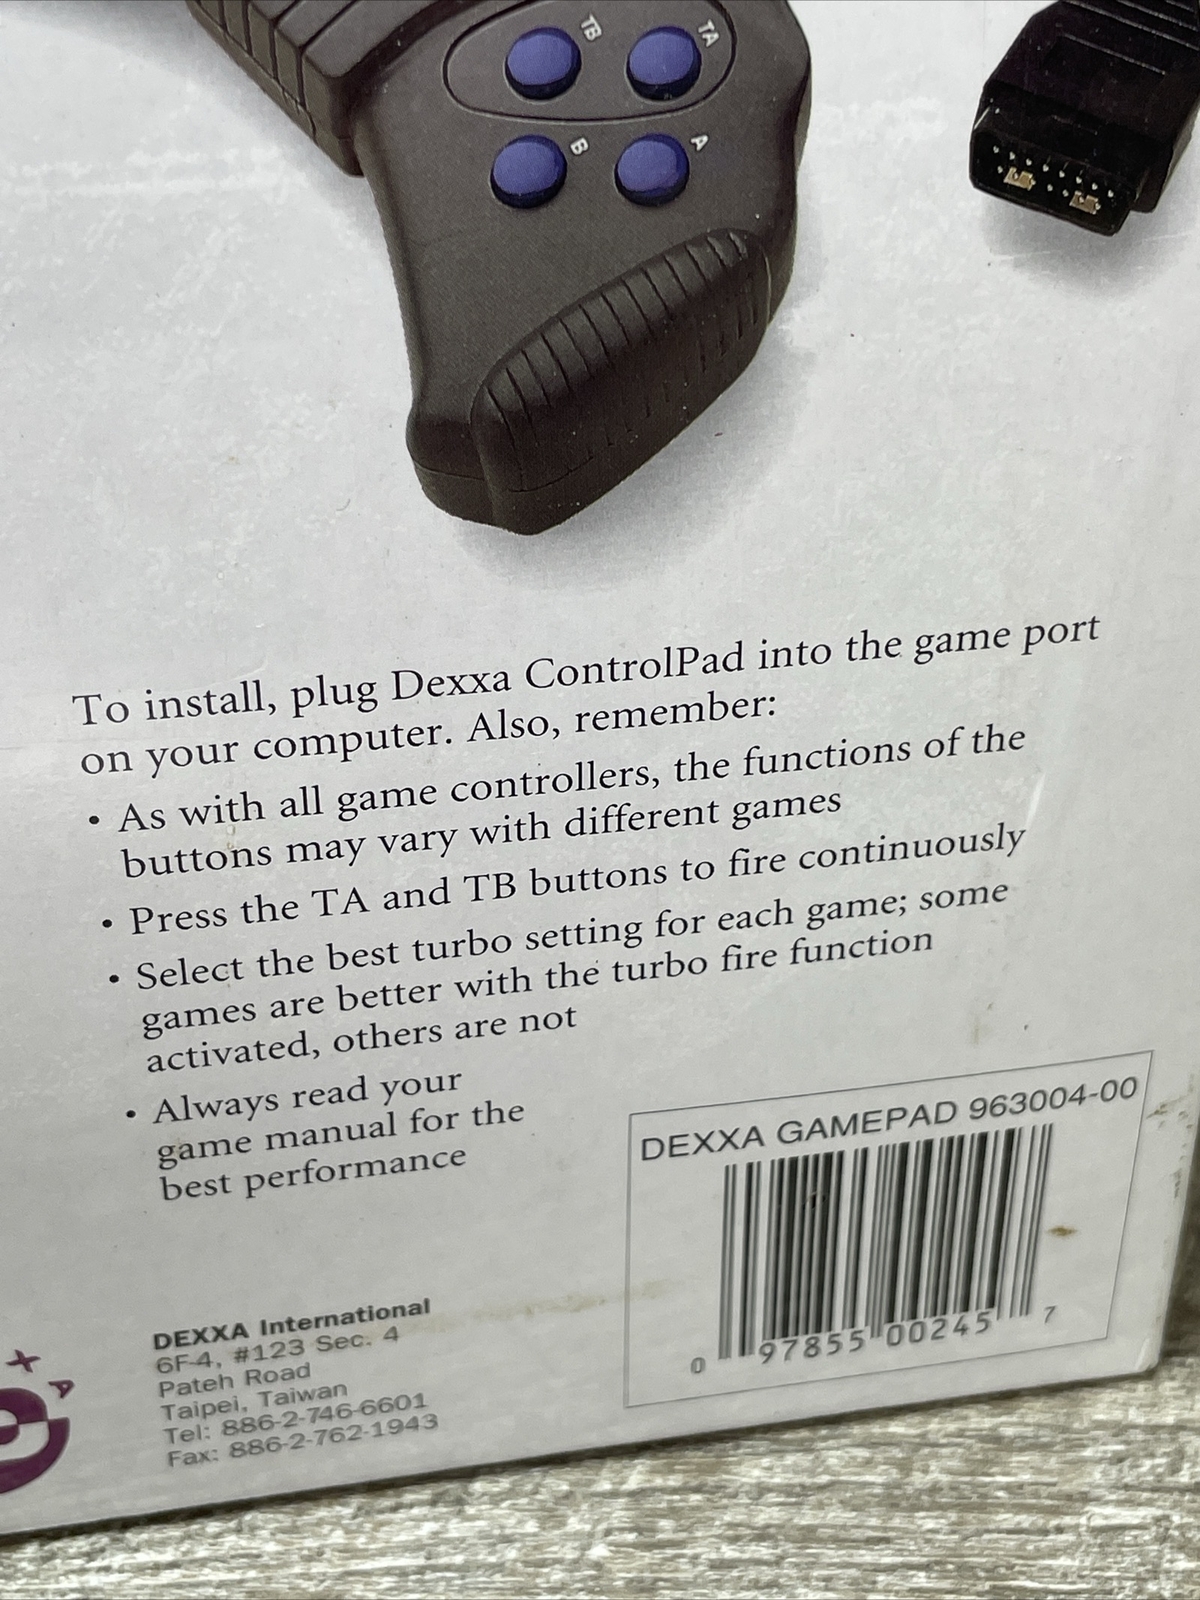 TB
TA
B
A
To install, plug Dexxa ControlPad into the game port
on your computer. Also, remember:
• As with all game controllers, the functions of the
buttons may vary with different games
• Press the TA and TB buttons to fire continuously
• Select the best turbo setting for each game; some
games are better with the turbo fire function
activated, others are not
• Always read your
game manual for the
best performance
DEXXA GAMEPAD 963004-00
0 97855 00245 7
DEXXA International
6F-4, #123 Sec. 4
Pateh Road
Taipei, Taiwan
Tel: 886-2-746-6601
Fax: 886-2-762-1943